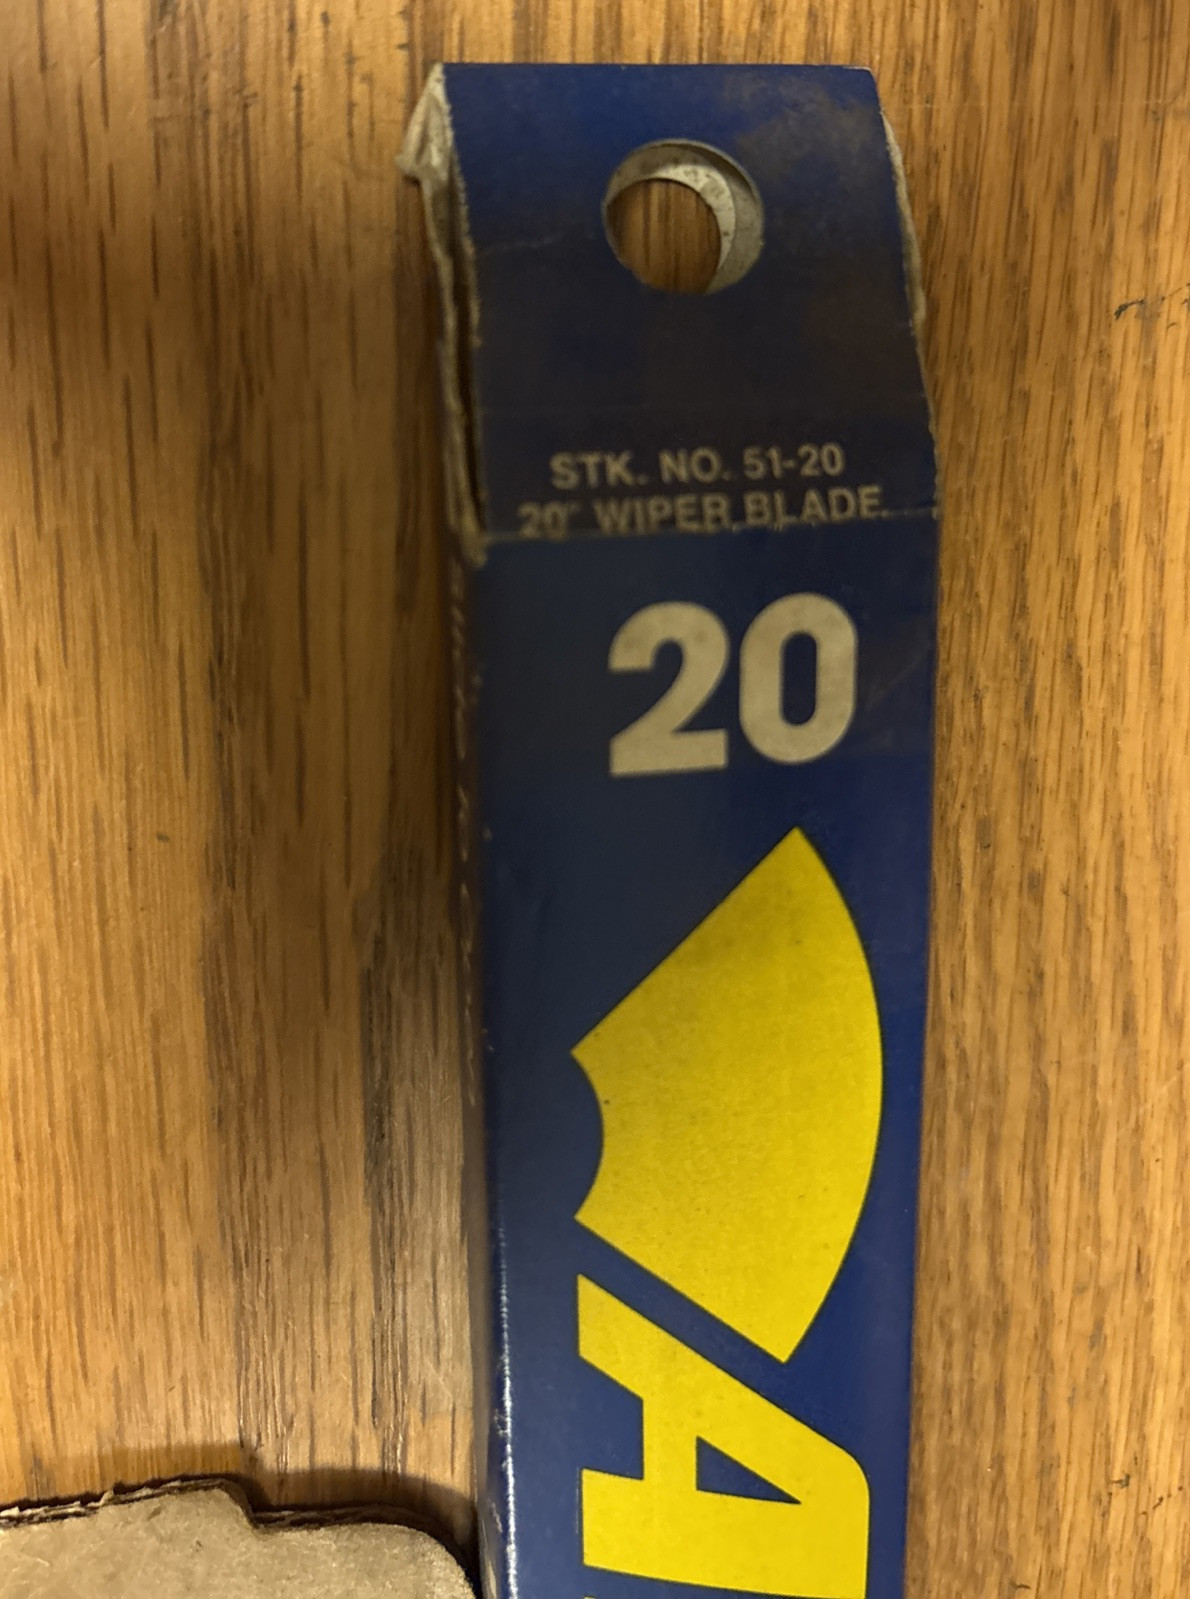 STK. NO. 51-20
20" WIPER BLADE
20
A